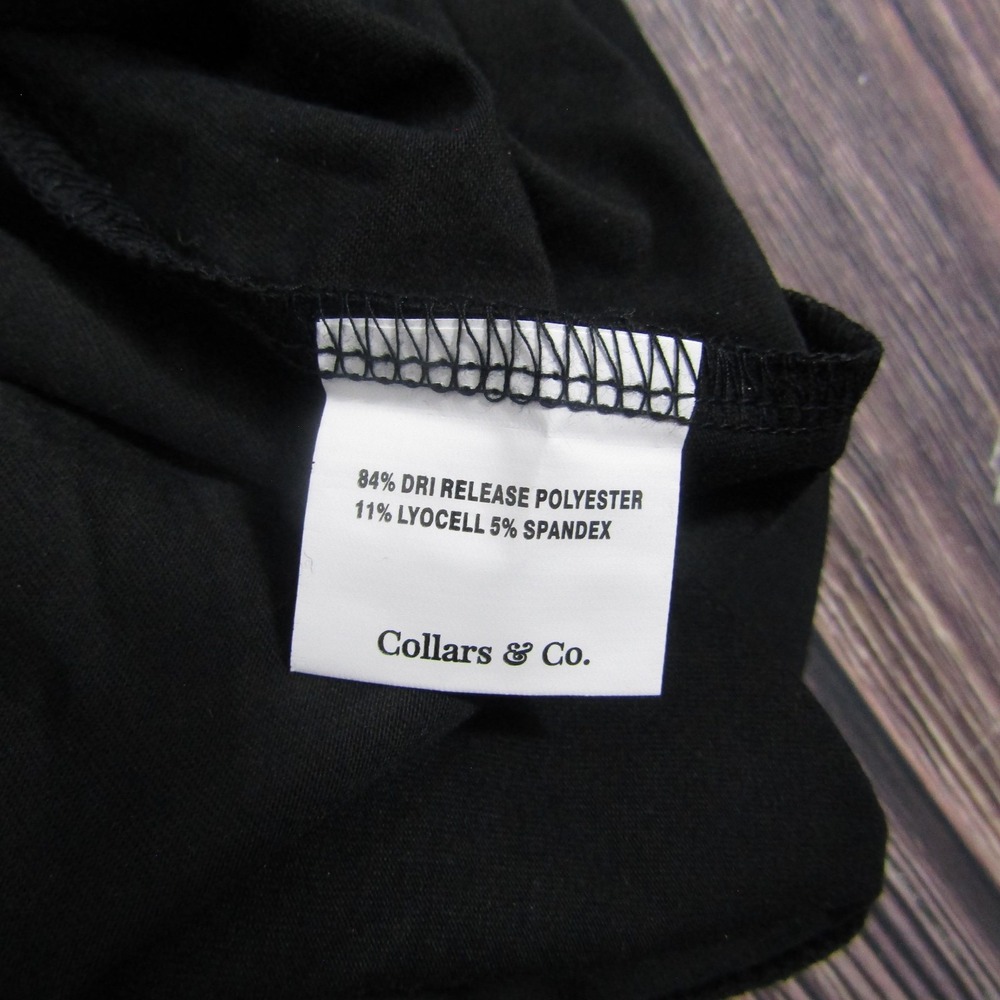 84% DRI RELEASE POLYESTER
11% LYOCELL 5% SPANDEX
Collars & Co.